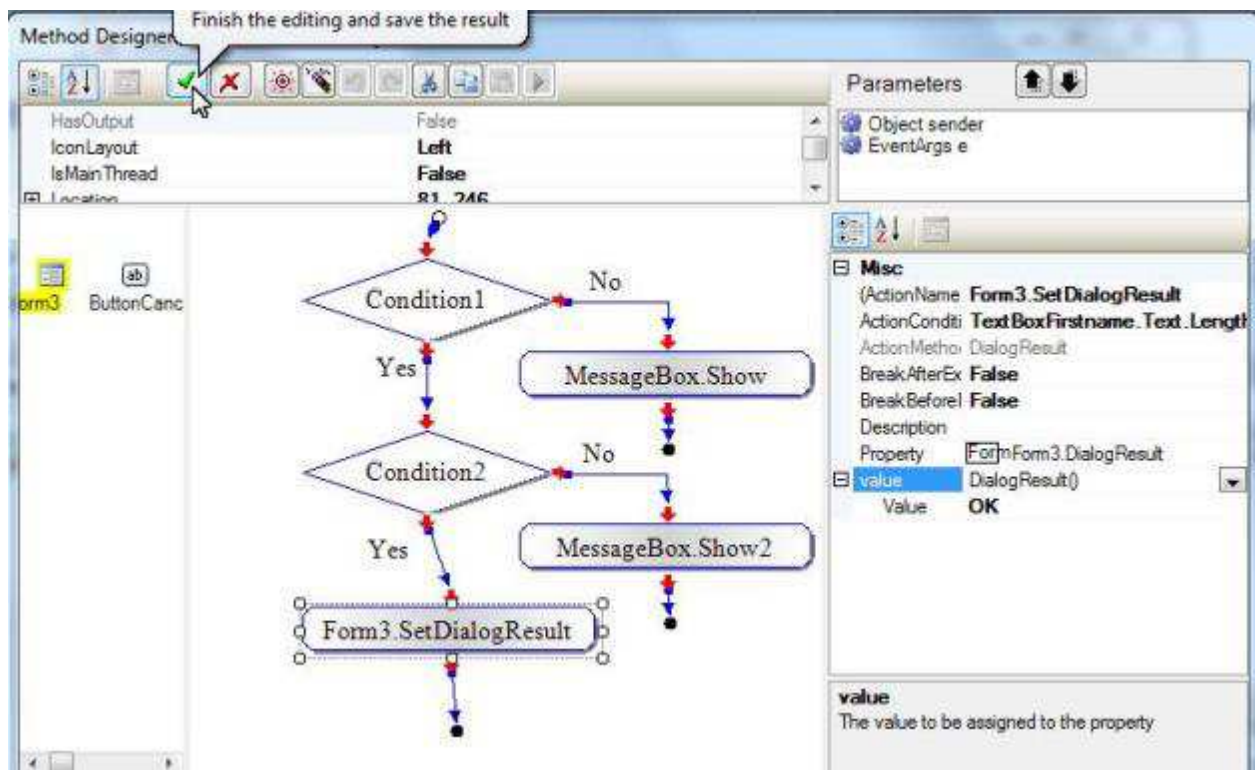 Finish the editing and save the result
Method Designer
Parameters
HasOutput False
IconLayout Left
IsMainThread False
Location 81, 246
Object sender
EventArgs e
Form3 ButtonCanc
Condition1
No
Yes
MessageBox.Show
Condition2
No
Yes
MessageBox.Show2
Form3.SetDialogResult
Misc
(ActionName Form3.SetDialogResult
ActionConditi TextBoxFirstname.Text.Length
ActionMetho DialogResult
BreakAfterEx False
BreakBeforeI False
Description
Property Form3.DialogResult
value DialogResult()
Value OK
value
The value to be assigned to the property